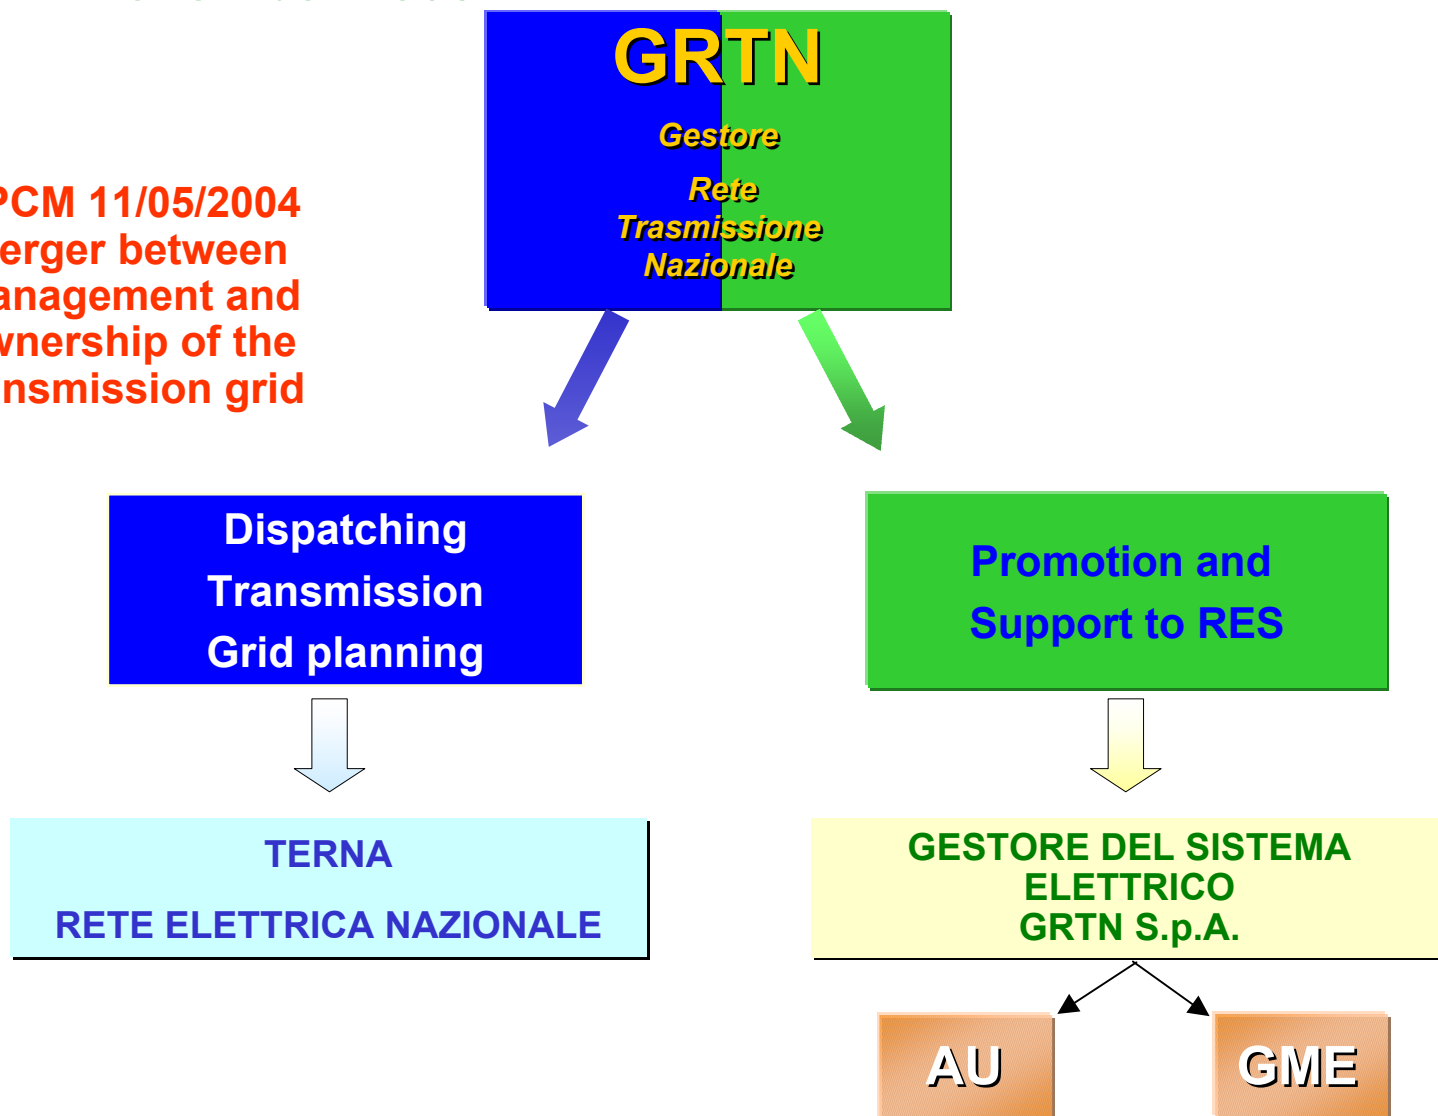 GRTN
Gestore
Rete
Trasmissione
Nazionale
PCM 11/05/2004
erger between
anagement and
wnership of the
ansmission grid
Dispatching
Transmission
Grid planning
Promotion and
Support to RES
TERNA
RETE ELETTRICA NAZIONALE
GESTORE DEL SISTEMA
ELETTRICO
GRTN S.p.A.
AU
GME